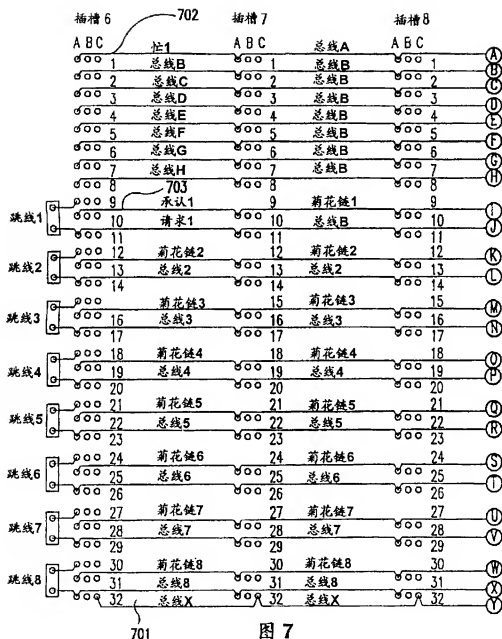 插槽 6 702 插槽 7 插槽 8
A B C A B C A B C
忙1 总线A A
1 总线B 1 总线B 1 B
2 总线C 2 总线B 2 C
3 总线D 3 总线B 3 D
4 总线E 4 总线B 4 E
5 总线F 5 总线B 5 F
6 总线G 6 总线B 6 G
7 总线H 7 总线B 7 H
8 703 8 8
跳线1 9 承认1 9 菊花链1 9 I
10 请求1 10 总线B 10 J
11 11 11
跳线2 12 菊花链2 12 菊花链2 12 K
13 总线2 13 总线2 13 L
14 14 14
跳线3 菊花链3 15 菊花链3 15 M
16 总线3 16 总线3 16 N
17 17 17
跳线4 18 菊花链4 18 菊花链4 18 O
19 总线4 19 总线4 19 P
20 20 20
跳线5 21 菊花链5 21 菊花链5 21 Q
22 总线5 22 总线5 22 R
23 23 23
跳线6 24 菊花链6 24 菊花链6 24 S
25 总线6 25 总线6 25 T
26 26 26
跳线7 27 菊花链7 27 菊花链7 27 U
28 总线7 28 总线7 28 V
29 29 29
跳线8 30 菊花链8 30 菊花链8 30 W
31 总线8 31 总线8 31 X
32 总线X 32 总线X 32 Y
701 图 7